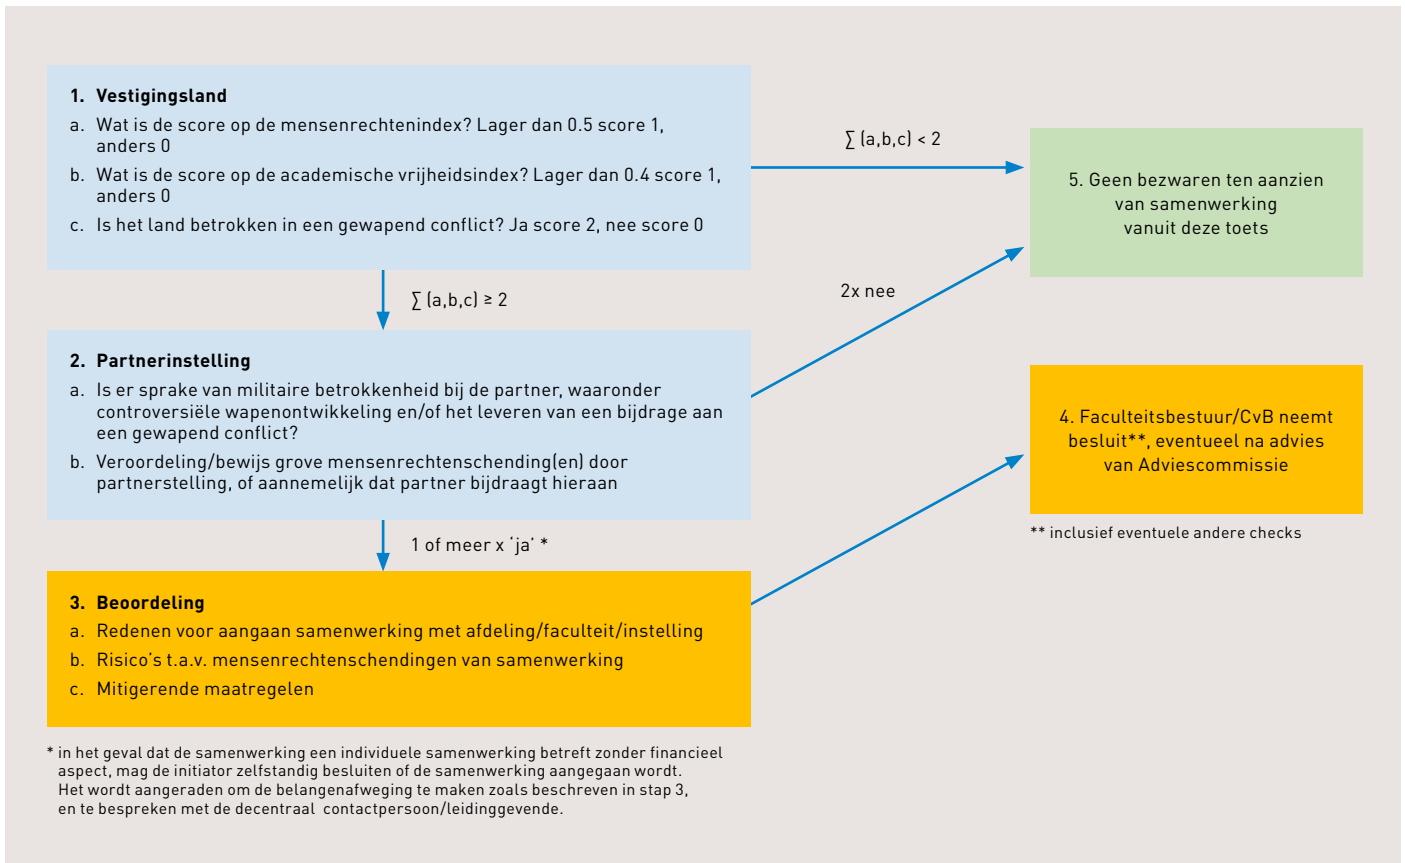 1. Vestigingsland
a. Wat is de score op de mensenrechtenindex? Lager dan 0.5 score 1,
anders 0
b. Wat is de score op de academische vrijheidsindex? Lager dan 0.4 score 1,
anders 0
c. Is het land betrokken in een gewapend conflict? Ja score 2, nee score 0
∑ (a,b,c) < 2
5. Geen bezwaren ten aanzien
van samenwerking
vanuit deze toets
∑ (a,b,c) ≥ 2
2x nee
2. Partnerinstelling
a. Is er sprake van militaire betrokkenheid bij de partner, waaronder
controversiële wapenontwikkeling en/of het leveren van een bijdrage aan
een gewapend conflict?
b. Veroordeling/bewijs grove mensenrechtenschending(en) door
partnerstelling, of aannemelijk dat partner bijdraagt hieraan
4. Faculteitsbestuur/CvB neemt
besluit**, eventueel na advies
van Adviescommissie
** inclusief eventuele andere checks
1 of meer x ‘ja’ *
3. Beoordeling
a. Redenen voor aangaan samenwerking met afdeling/faculteit/instelling
b. Risico’s t.a.v. mensenrechtenschendingen van samenwerking
c. Mitigerende maatregelen
* in het geval dat de samenwerking een individuele samenwerking betreft zonder financieel
aspect, mag de initiator zelfstandig besluiten of de samenwerking aangegaan wordt.
Het wordt aangeraden om de belangenafweging te maken zoals beschreven in stap 3,
en te bespreken met de decentraal contactpersoon/leidinggevende.